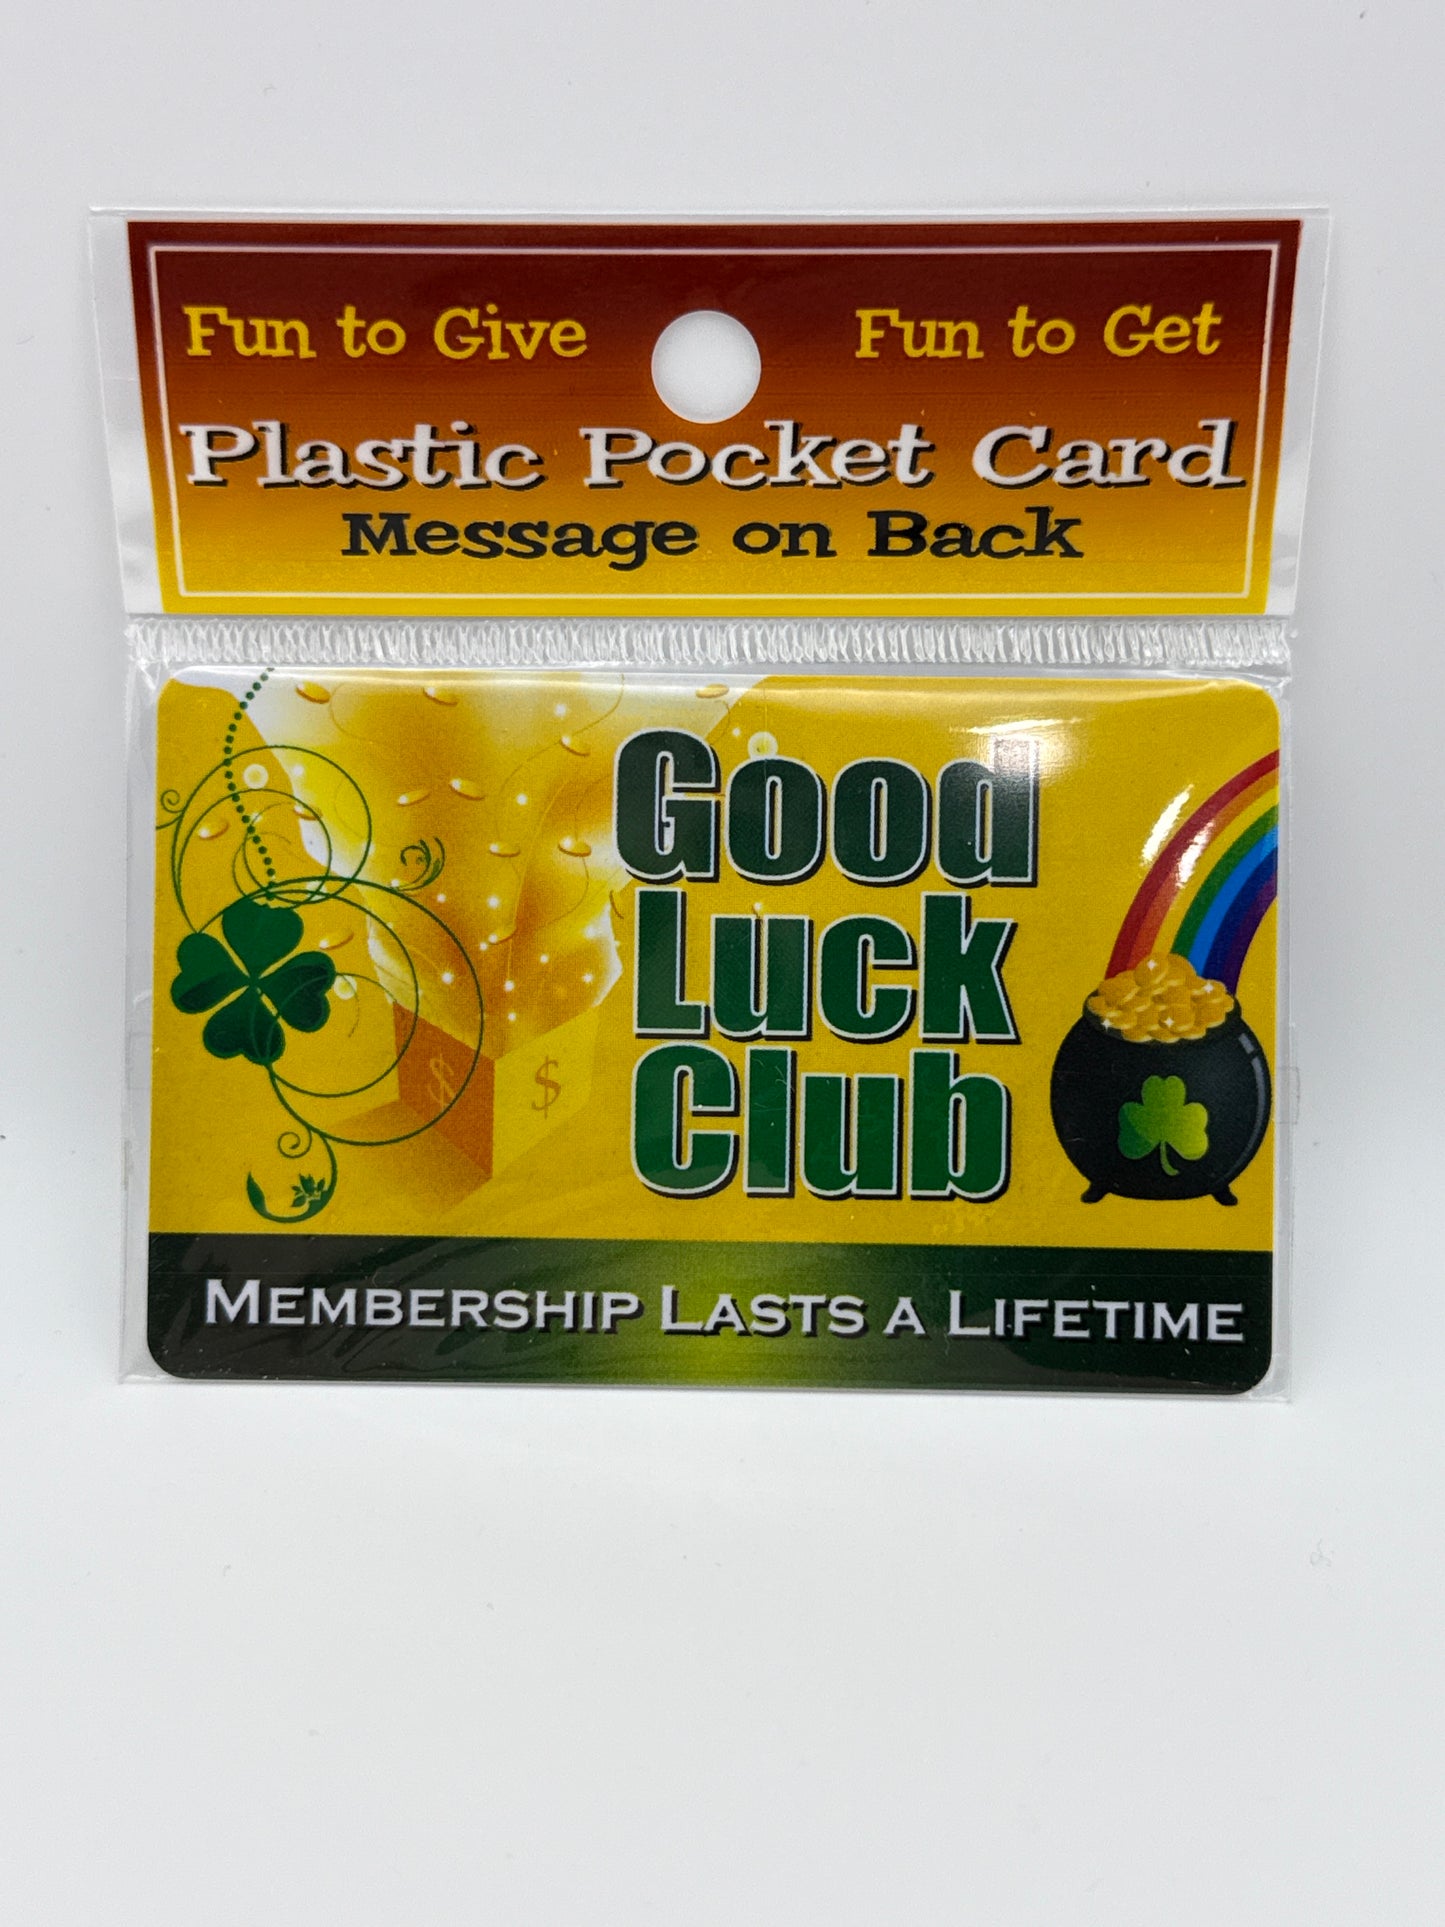 Fun to Give Fun to Get
Plastic Pocket Card
Message on Back
Good
Luck
Club
$ $
MEMBERSHIP LASTS A LIFETIME